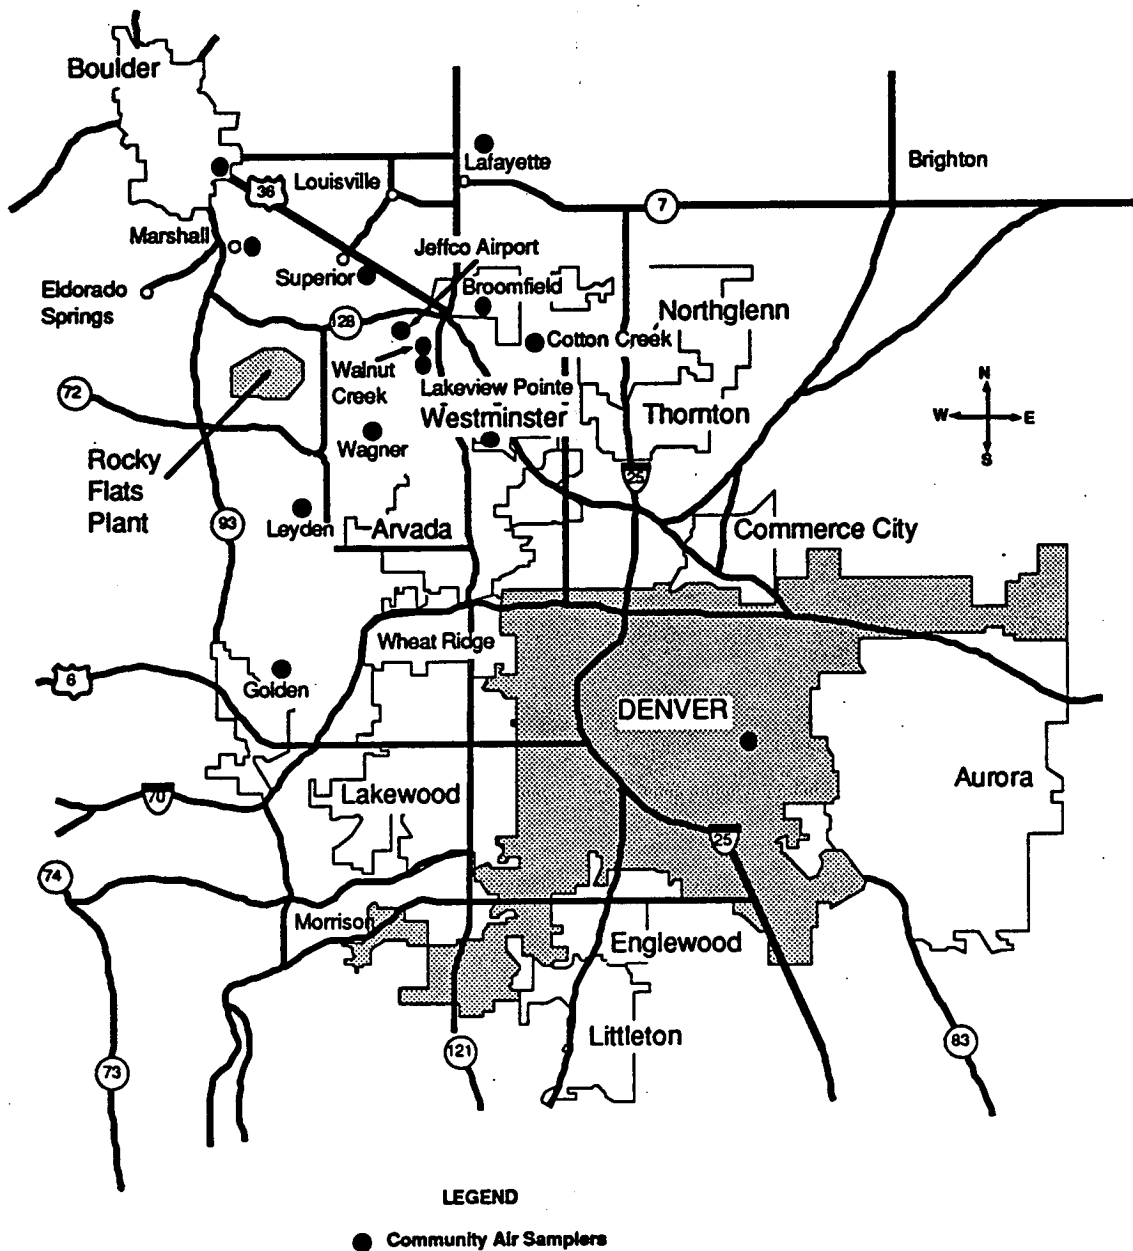 Boulder
Lafayette
Brighton
36
Louisville
7
Marshall
Jeffco Airport
Superior
Broomfield
Eldorado
Springs
Northglenn
128
Cotton Creek
Walnut
Creek
N
72
Lakeview Pointe
W
E
Westminster
Thornton
S
Wagner
Rocky
Flats
Plant
25
93
Leyden
Arvada
Commerce City
Wheat Ridge
6
Golden
DENVER
Aurora
70
Lakewood
25
74
Morrison
Englewood
Littleton
121
83
73
LEGEND
Community Air Samplers